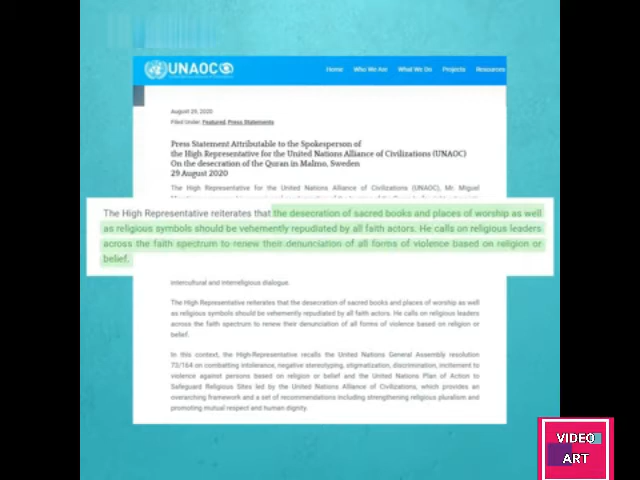 UNAOC
Home Who We Are What We Do Projects Resources
August 29, 2020
Filed Under: Featured, Press Statements
Press Statement Attributable to the Spokesperson of
the High Representative for the United Nations Alliance of Civilizations (UNAOC)
On the desecration of the Quran in Malmo, Sweden
29 August 2020
The High Representative for the United Nations Alliance of Civilizations (UNAOC), Mr. Miguel
The High Representative reiterates that the desecration of sacred books and places of worship as well
as religious symbols should be vehemently repudiated by all faith actors. He calls on religious leaders
across the faith spectrum to renew their denunciation of all forms of violence based on religion or
belief.
intercultural and interreligious dialogue.
The High Representative reiterates that the desecration of sacred books and places of worship as well
as religious symbols should be vehemently repudiated by all faith actors. He calls on religious leaders
across the faith spectrum to renew their denunciation of all forms of violence based on religion or
belief.
In this context, the High Representative recalls the United Nations General Assembly resolution
73/164 on combatting intolerance, negative stereotyping, stigmatization, discrimination, incitement to
violence against persons based on religion or belief and the United Nations Plan of Action to
Safeguard Religious Sites led by the United Nations Alliance of Civilizations, which provides an
overarching framework and a set of recommendations including strengthening religious pluralism and
promoting mutual respect and human dignity.
VIDEO
ART